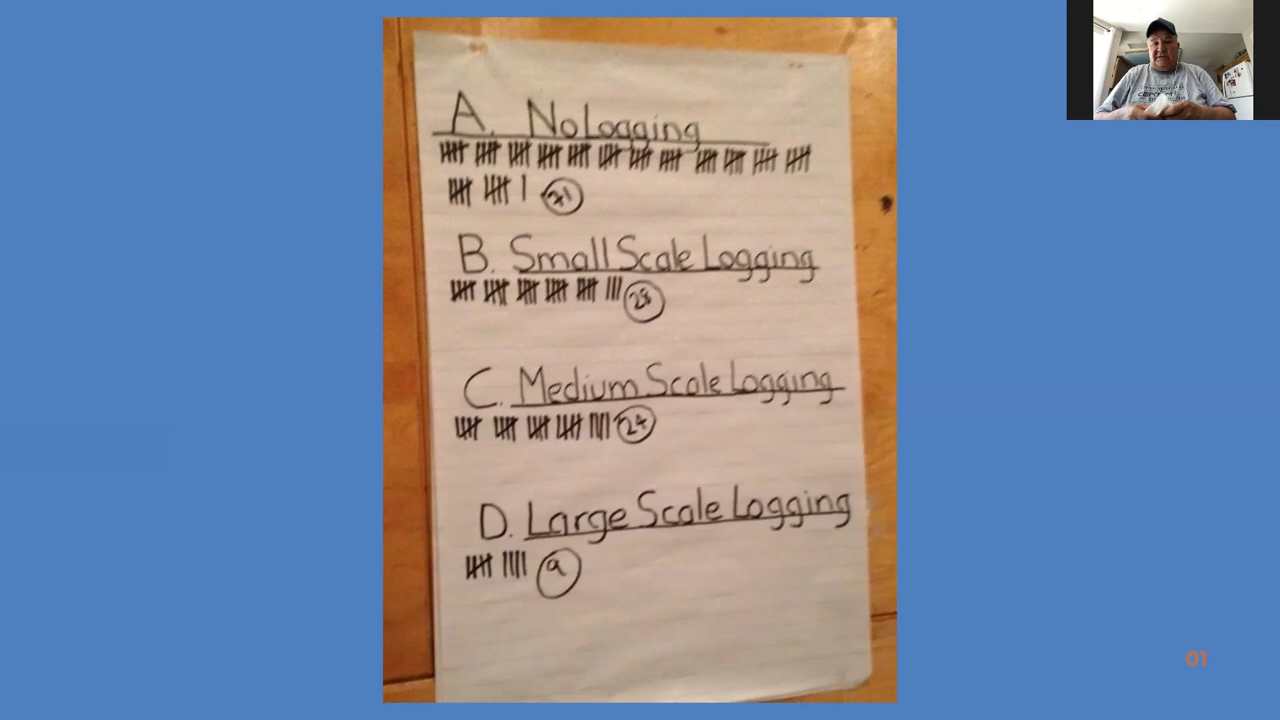 A. No Logging
71
B. Small Scale Logging
28
C. Medium Scale Logging
24
D. Large Scale Logging
9
01